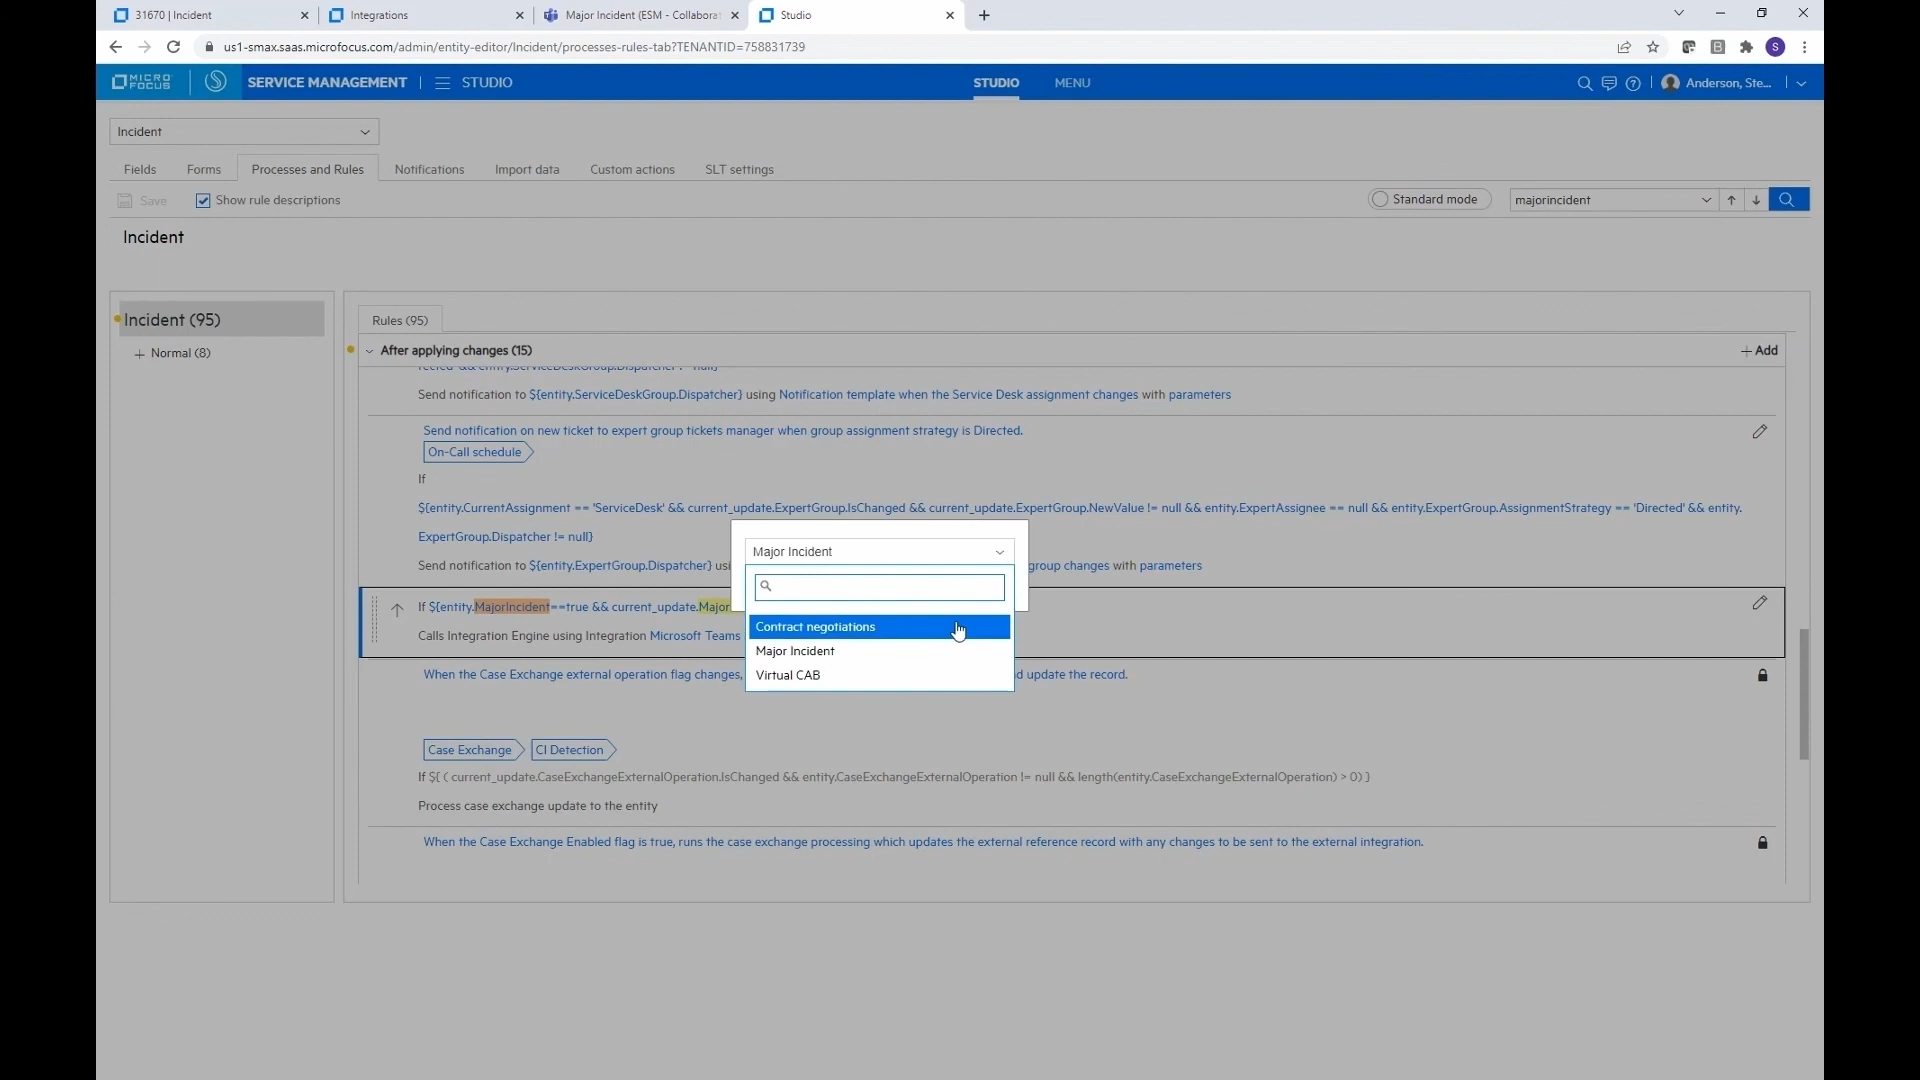 31670 | Incident
Integrations
Major Incident (ESM - Collaborat
Studio
us1-smax.saas.microfocus.com/admin/entity-editor/Incident/processes-rules-tab?TENANTID=758831739
S
MICRO FOCUS
SERVICE MANAGEMENT
STUDIO
STUDIO
MENU
Anderson, Ste...
Incident
Fields
Forms
Processes and Rules
Notifications
Import data
Custom actions
SLT settings
Save
Show rule descriptions
Standard mode
majorincident
Incident
Incident (95)
Normal (8)
Rules (95)
After applying changes (15)
Add
Send notification to ${entity.ServiceDeskGroup.Dispatcher} using Notification template when the Service Desk assignment changes with parameters
Send notification on new ticket to expert group tickets manager when group assignment strategy is Directed.
On-Call schedule
If
${entity.CurrentAssignment == 'ServiceDesk' && current_update.ExpertGroup.IsChanged && current_update.ExpertGroup.NewValue != null && entity.ExpertAssignee == null && entity.ExpertGroup.AssignmentStrategy == 'Directed' && entity.
ExpertGroup.Dispatcher != null}
Major Incident
Send notification to ${entity.ExpertGroup.Dispatcher} usi group changes with parameters
If ${entity.MajorIncident==true && current_update.Major
Contract negotiations
Calls Integration Engine using Integration Microsoft Teams
Major Incident
When the Case Exchange external operation flag changes, d update the record.
Virtual CAB
Case Exchange
CI Detection
If ${ ( current_update.CaseExchangeExternalOperation.IsChanged && entity.CaseExchangeExternalOperation != null && length(entity.CaseExchangeExternalOperation) > 0) }
Process case exchange update to the entity
When the Case Exchange Enabled flag is true, runs the case exchange processing which updates the external reference record with any changes to be sent to the external integration.